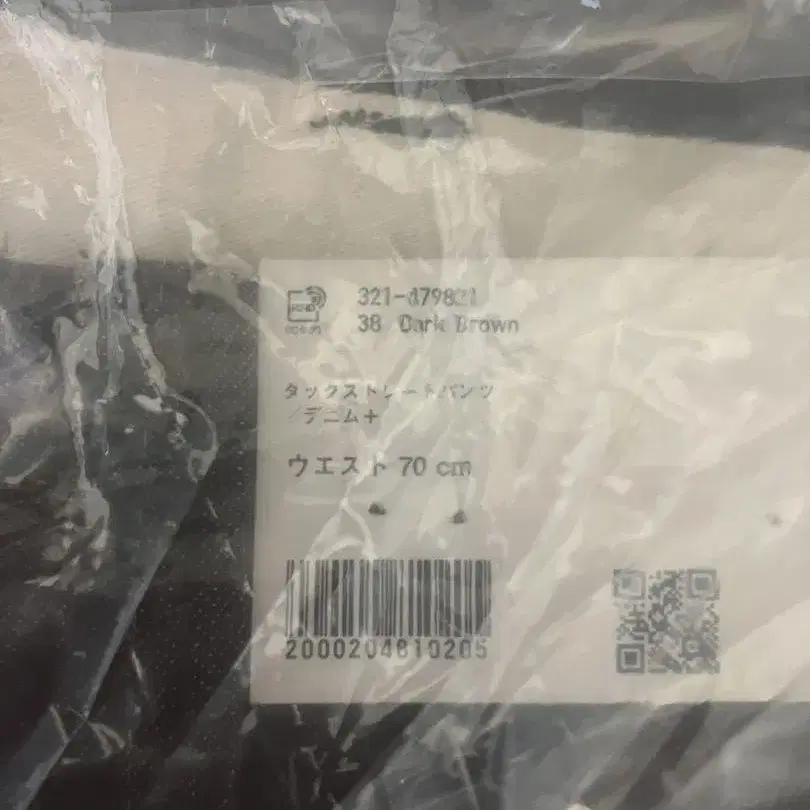 321-d79821
38 Dark Brown
タックストレートパンツ
／デニム＋
ウエスト 70 cm
2000204810205